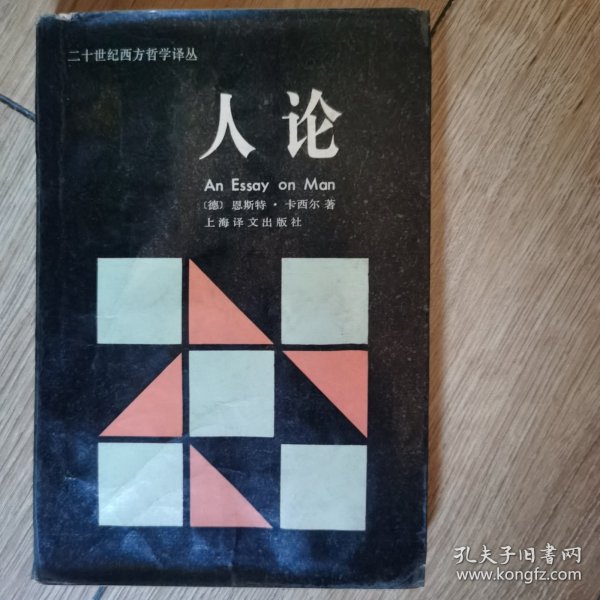 二十世纪西方哲学译丛
人论
An Essay on Man
〔德〕恩斯特·卡西尔 著
上海译文出版社
孔夫子旧书网
www.kongfz.com